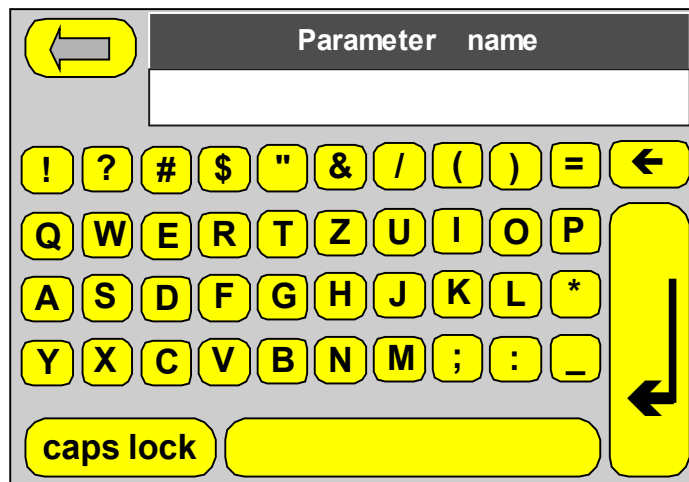 Parameter name
! ? # $ " & / ( ) =
Q W E R T Z U I O P
A S D F G H J K L *
Y X C V B N M ; : _
caps lock